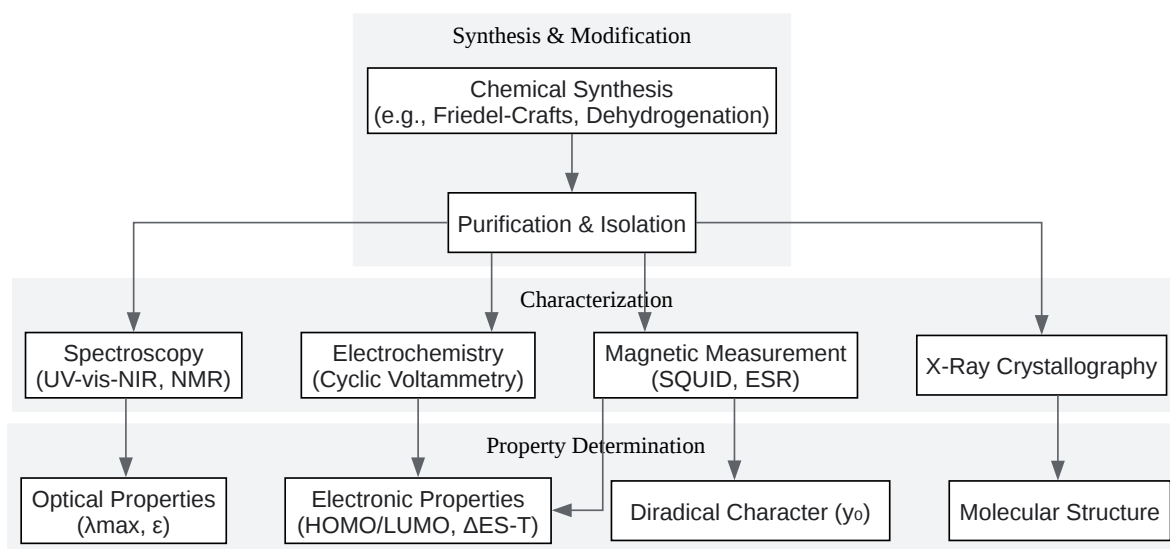 Synthesis & Modification
Chemical Synthesis
(e.g., Friedel-Crafts, Dehydrogenation)
Purification & Isolation
Characterization
Spectroscopy
(UV-vis-NIR, NMR)
Electrochemistry
(Cyclic Voltammetry)
Magnetic Measurement
(SQUID, ESR)
X-Ray Crystallography
Property Determination
Optical Properties
(λmax, ε)
Electronic Properties
(HOMO/LUMO, ΔES-T)
Diradical Character (y₀)
Molecular Structure